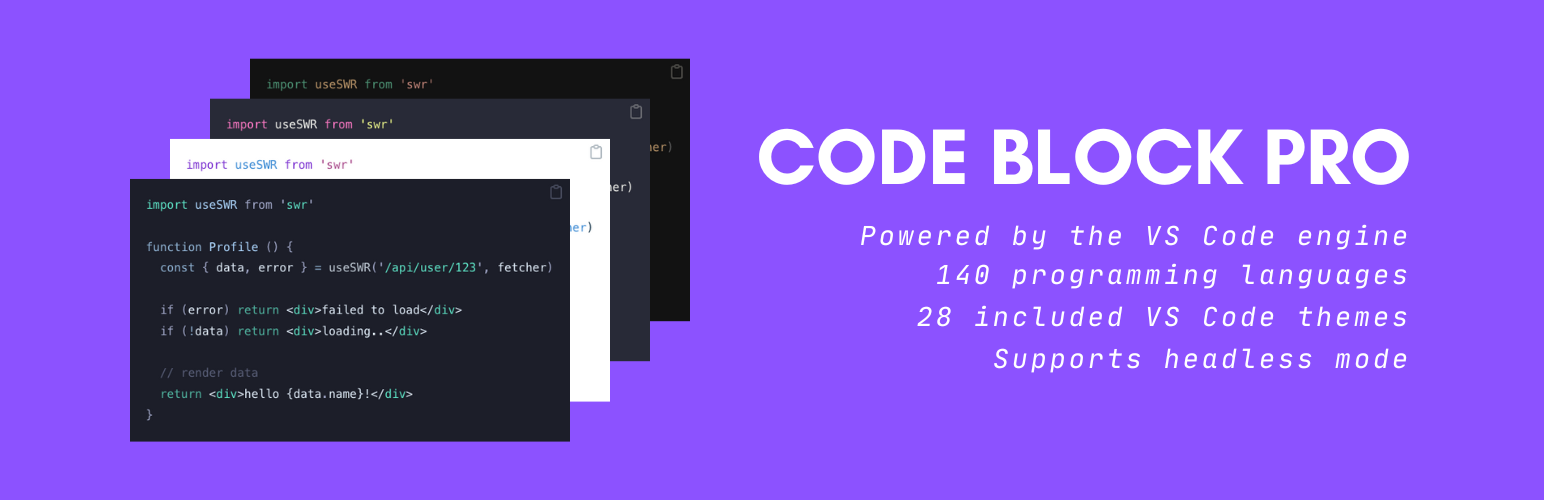 import useSWR from 'swr'
her)
import useSWR from 'swr'
her)
import useSWR from 'swr'
her)
import useSWR from 'swr'
function Profile () {
  const { data, error } = useSWR('/api/user/123', fetcher)
  if (error) return <div>failed to load</div>
  if (!data) return <div>loading..</div>
  // render data
  return <div>hello {data.name}!</div>
}
CODE BLOCK PRO
Powered by the VS Code engine
140 programming languages
28 included VS Code themes
Supports headless mode